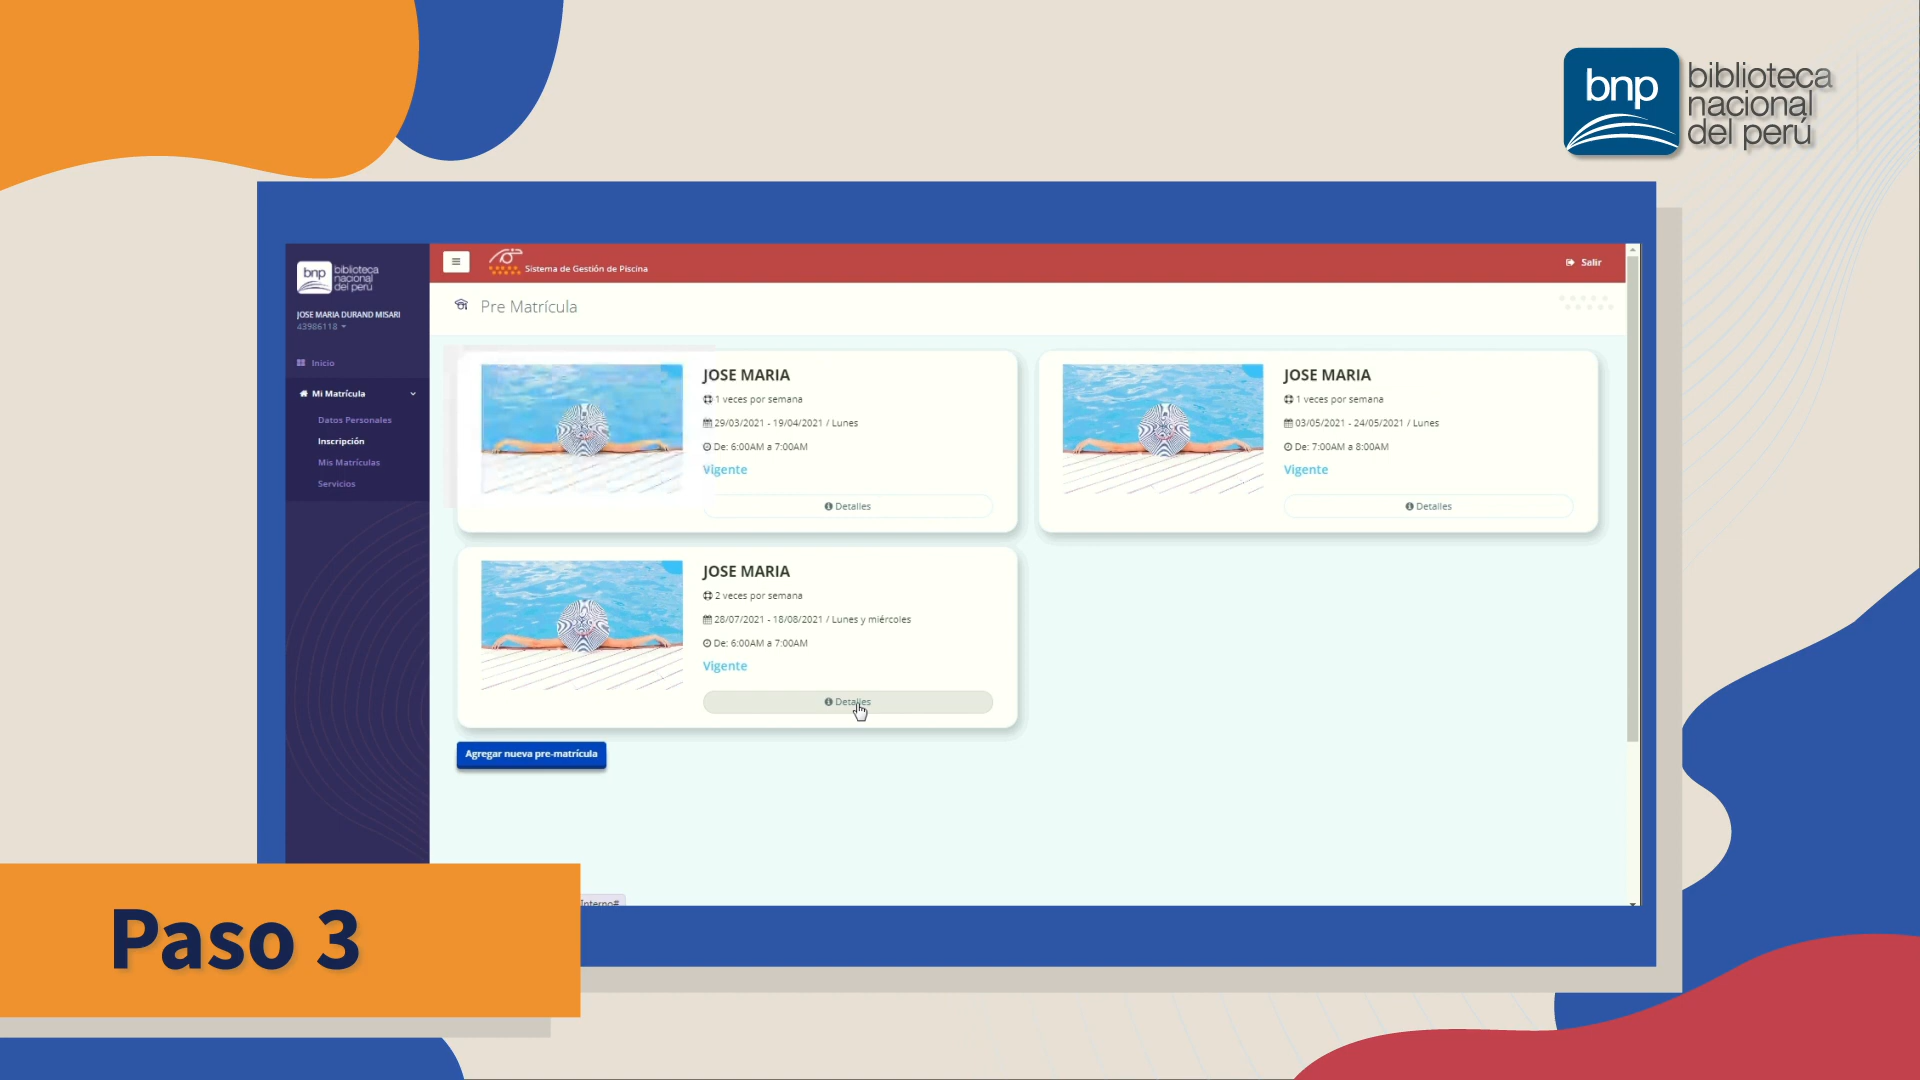 bnp biblioteca
nacional
del perú
bnp biblioteca
nacional
del perú
JOSE MARIA DURAND MISARI
43986118
Inicio
Mi Matrícula
Datos Personales
Inscripción
Mis Matrículas
Servicios
Sistema de Gestión de Piscina
Salir
Pre Matrícula
JOSE MARIA
1 veces por semana
29/03/2021 - 19/04/2021 / Lunes
De: 6:00AM a 7:00AM
Vigente
Detalles
JOSE MARIA
1 veces por semana
03/05/2021 - 24/05/2021 / Lunes
De: 7:00AM a 8:00AM
Vigente
Detalles
JOSE MARIA
2 veces por semana
28/07/2021 - 18/08/2021 / Lunes y miércoles
De: 6:00AM a 7:00AM
Vigente
Detalles
Agregar nueva pre-matrícula
Interno#
Paso 3